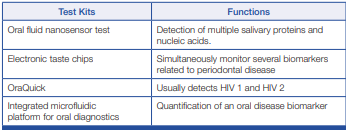 Test Kits Functions
Oral fluid nanosensor test Detection of multiple salivary proteins and
nucleic acids.
Electronic taste chips Simultaneously monitor several biomarkers
related to periodontal disease
OraQuick Usually detects HIV 1 and HIV 2
Integrated microfluidic Quantification of an oral disease biomarker
platform for oral diagnostics